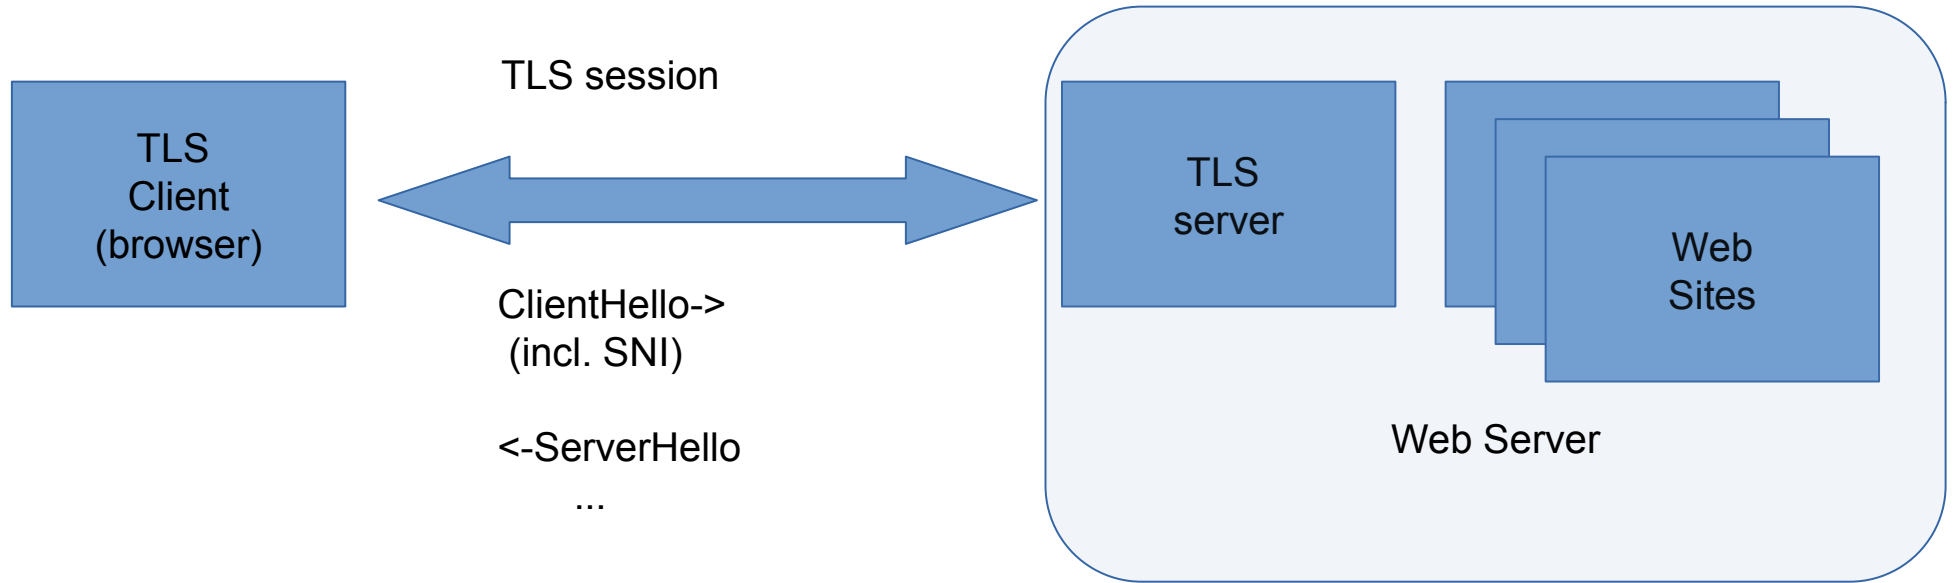 TLS session
TLS
Client
(browser)
TLS
server
Web
Sites
ClientHello->
(incl. SNI)
<-ServerHello
...
Web Server